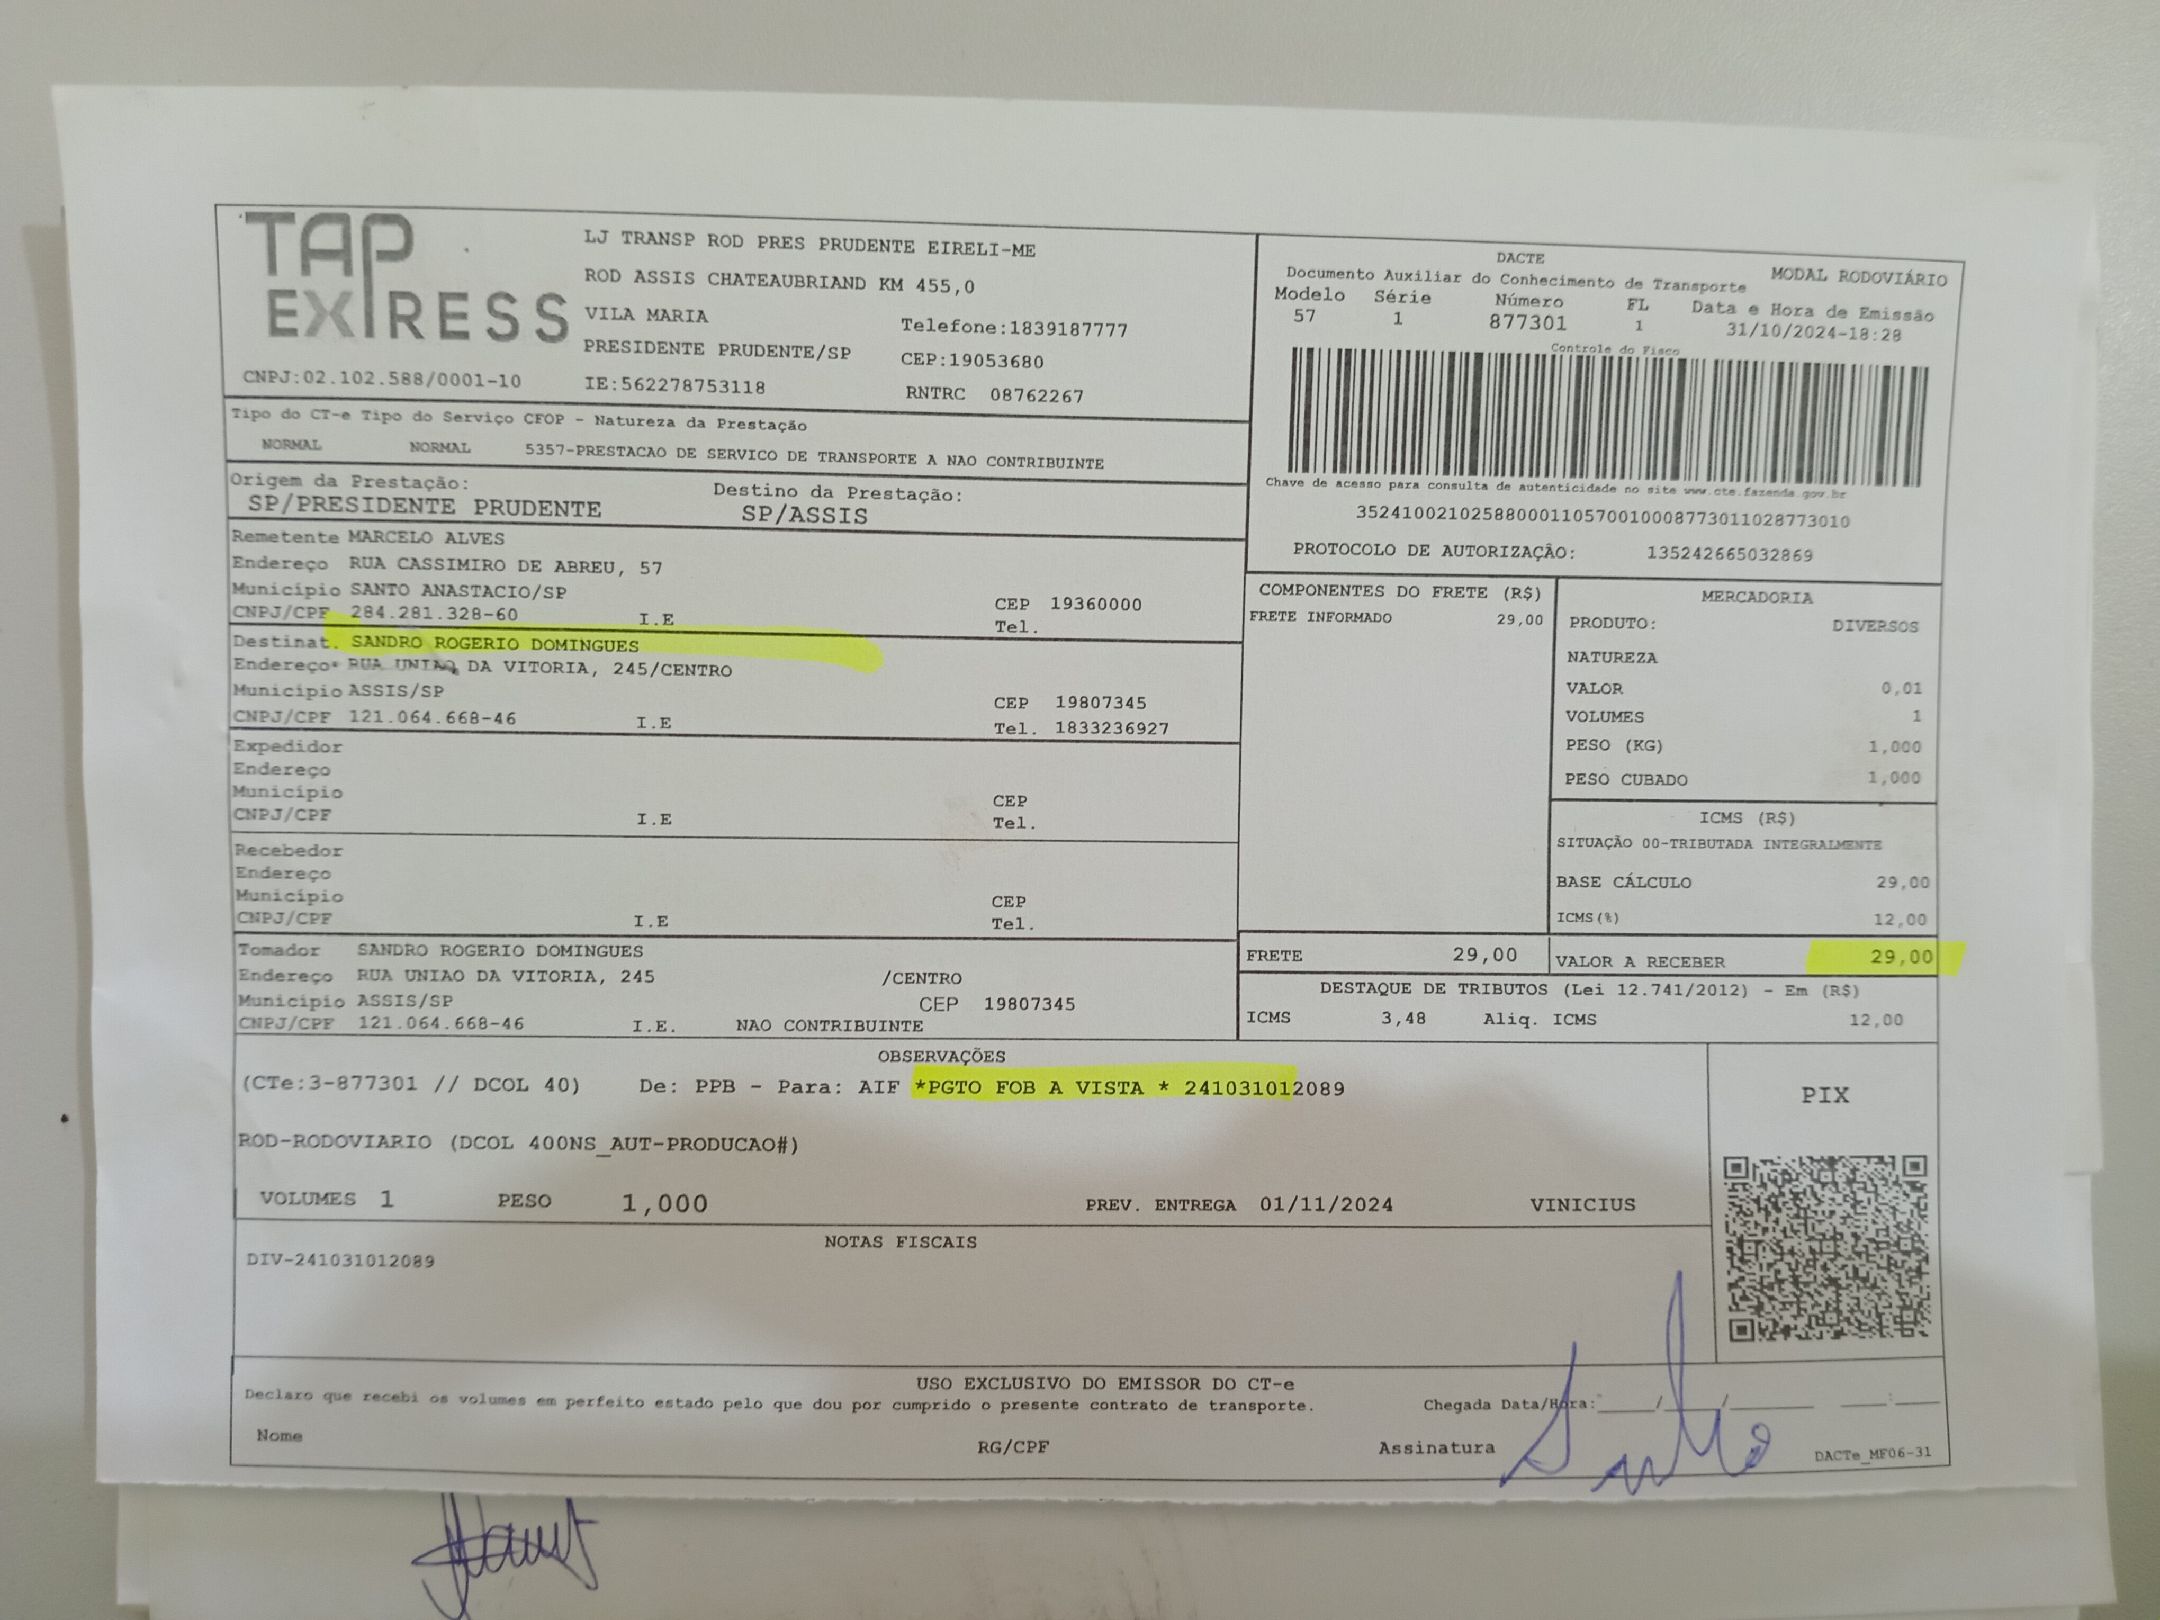 TAP
EXPRESS
CNPJ:02.102.588/0001-10
LJ TRANSP ROD PRES PRUDENTE EIRELI-ME
ROD ASSIS CHATEAUBRIAND KM 455,0
VILA MARIA
Telefone:1839187777
PRESIDENTE PRUDENTE/SP
CEP:19053680
IE:562278753118
RNTRC 08762267
DACTE
Documento Auxiliar do Conhecimento de Transporte
MODAL RODOVIÁRIO
Modelo Série Número FL Data e Hora de Emissão
57 1 877301 1 31/10/2024-18:28
Controle do Fisco
Chave de acesso para consulta de autenticidade no site www.cte.fazenda.gov.br
35241002102588000110570010008773011028773010
PROTOCOLO DE AUTORIZAÇÃO: 135242665032869
Tipo do CT-e Tipo do Serviço CFOP - Natureza da Prestação
NORMAL NORMAL 5357-PRESTACAO DE SERVICO DE TRANSPORTE A NAO CONTRIBUINTE
Origem da Prestação: Destino da Prestação:
SP/PRESIDENTE PRUDENTE SP/ASSIS
Remetente MARCELO ALVES
Endereço RUA CASSIMIRO DE ABREU, 57
Município SANTO ANASTACIO/SP CEP 19360000
CNPJ/CPF 284.281.328-60 I.E Tel.
Destinat. SANDRO ROGERIO DOMINGUES
Endereço RUA UNIAO DA VITORIA, 245/CENTRO
Município ASSIS/SP CEP 19807345
CNPJ/CPF 121.064.668-46 I.E Tel. 1833236927
Expedidor
Endereço
Município CEP
CNPJ/CPF I.E Tel.
Recebedor
Endereço
Município CEP
CNPJ/CPF I.E Tel.
Tomador SANDRO ROGERIO DOMINGUES
Endereço RUA UNIAO DA VITORIA, 245 /CENTRO
Município ASSIS/SP CEP 19807345
CNPJ/CPF 121.064.668-46 I.E. NAO CONTRIBUINTE
COMPONENTES DO FRETE (R$)
FRETE INFORMADO 29,00
MERCADORIA
PRODUTO: DIVERSOS
NATUREZA
VALOR 0,01
VOLUMES 1
PESO (KG) 1,000
PESO CUBADO 1,000
ICMS (R$)
SITUAÇÃO 00-TRIBUTADA INTEGRALMENTE
BASE CÁLCULO 29,00
ICMS(%) 12,00
FRETE 29,00 VALOR A RECEBER 29,00
DESTAQUE DE TRIBUTOS (Lei 12.741/2012) - Em (R$)
ICMS 3,48 Aliq. ICMS 12,00
OBSERVAÇÕES
(CTe:3-877301 // DCOL 40) De: PPB - Para: AIF *PGTO FOB A VISTA * 241031012089
ROD-RODOVIARIO (DCOL 400NS_AUT-PRODUCAO#)
VOLUMES 1 PESO 1,000 PREV. ENTREGA 01/11/2024 VINICIUS
PIX
NOTAS FISCAIS
DIV-241031012089
USO EXCLUSIVO DO EMISSOR DO CT-e
Declaro que recebi os volumes em perfeito estado pelo que dou por cumprido o presente contrato de transporte.
Chegada Data/Hora:_____/_____/________ ____:____
Nome RG/CPF Assinatura
DACTe_MF06-31